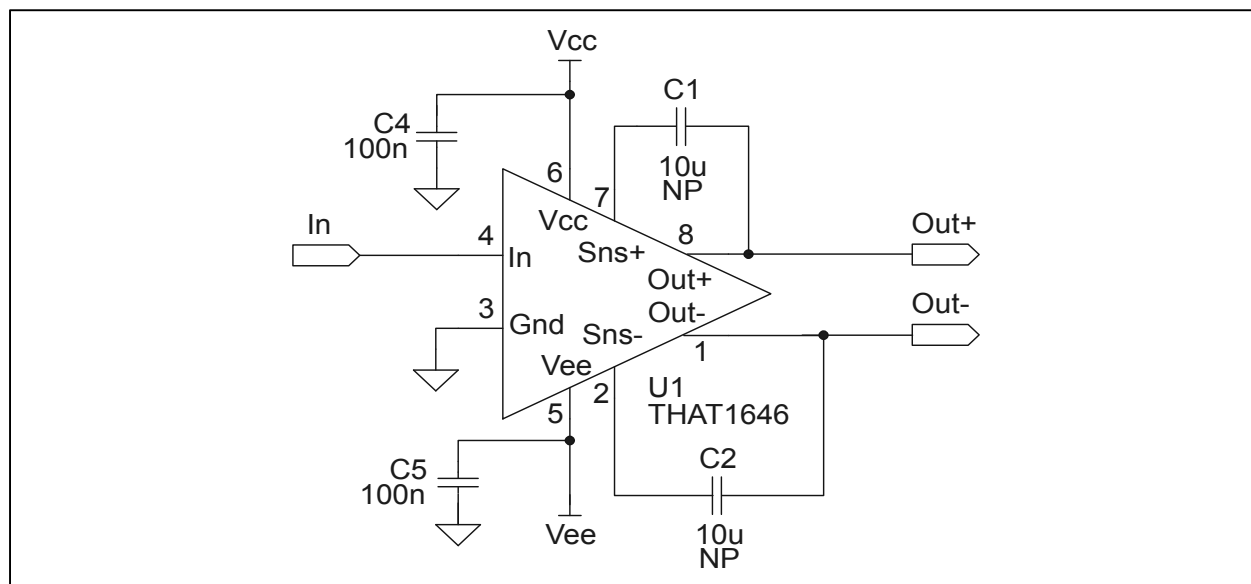 Vcc
C1
C4
100n
10u
NP
6
7
Vcc
8
In
4
In
Sns+
Out+
Out+
Out-
Out-
3
Gnd
Sns-
1
Vee
2
U1
THAT1646
5
C5
100n
C2
Vee
10u
NP